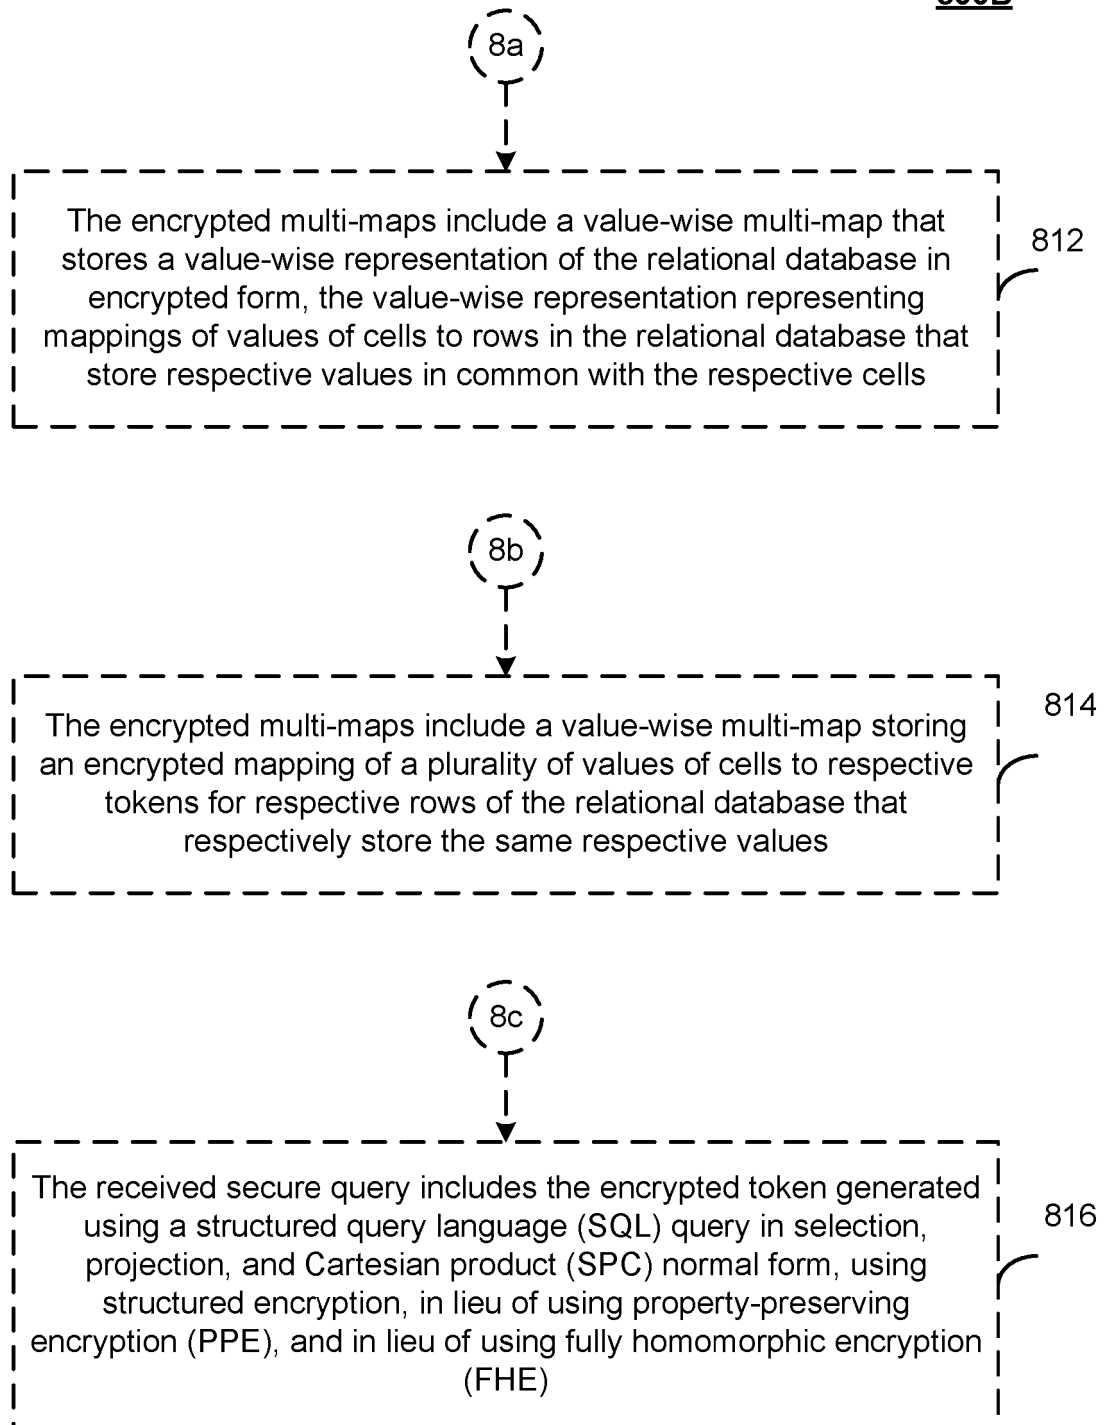 8a
The encrypted multi-maps include a value-wise multi-map that
stores a value-wise representation of the relational database in
encrypted form, the value-wise representation representing
mappings of values of cells to rows in the relational database that
store respective values in common with the respective cells
812
8b
The encrypted multi-maps include a value-wise multi-map storing
an encrypted mapping of a plurality of values of cells to respective
tokens for respective rows of the relational database that
respectively store the same respective values
814
8c
The received secure query includes the encrypted token generated
using a structured query language (SQL) query in selection,
projection, and Cartesian product (SPC) normal form, using
structured encryption, in lieu of using property-preserving
encryption (PPE), and in lieu of using fully homomorphic encryption
(FHE)
816